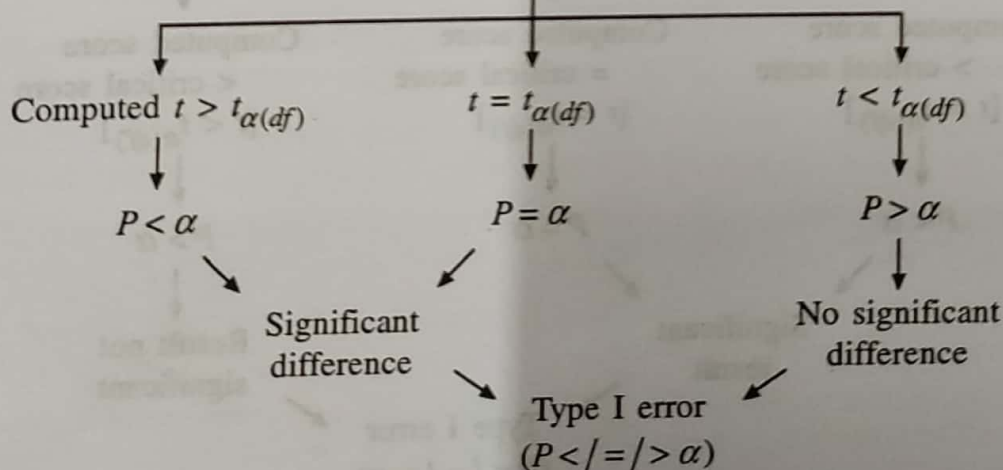 Computed t > tα(df)
t = tα(df)
t < tα(df)
P < α
P = α
P > α
Significant
difference
No significant
difference
Type I error
(P < / = / > α)